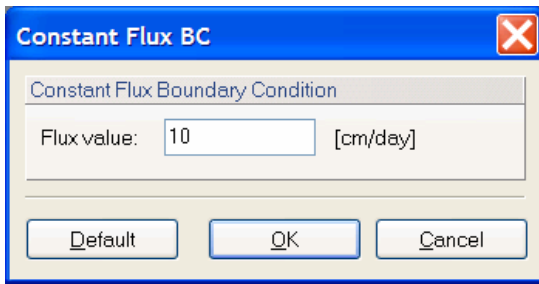 Constant Flux BC
Constant Flux Boundary Condition
Flux value: 10 [cm/day]
Default OK Cancel